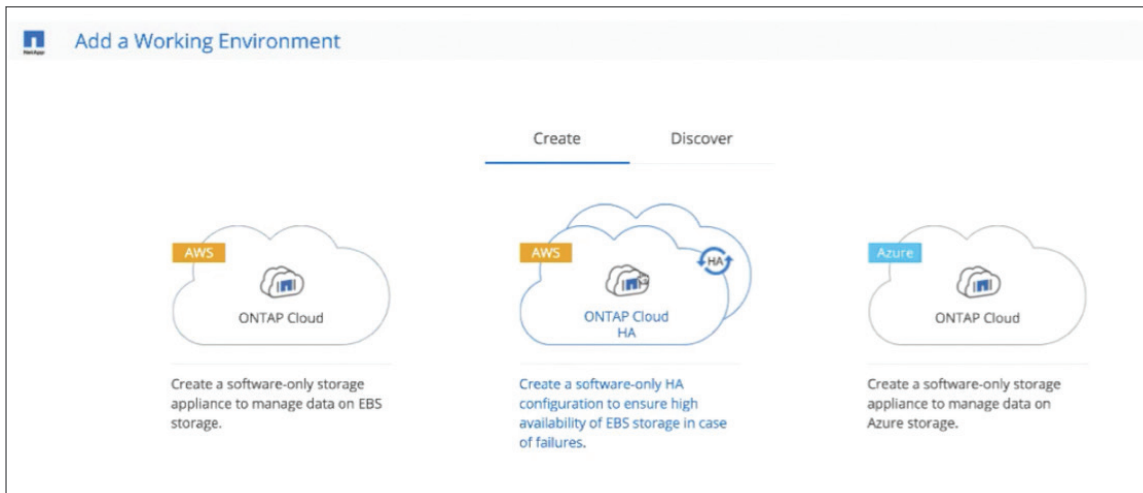 NetApp
Add a Working Environment
Create
Discover
AWS
ONTAP Cloud
Create a software-only storage
appliance to manage data on EBS
storage.
AWS
HA
ONTAP Cloud
HA
Create a software-only HA
configuration to ensure high
availability of EBS storage in case
of failures.
Azure
ONTAP Cloud
Create a software-only storage
appliance to manage data on
Azure storage.